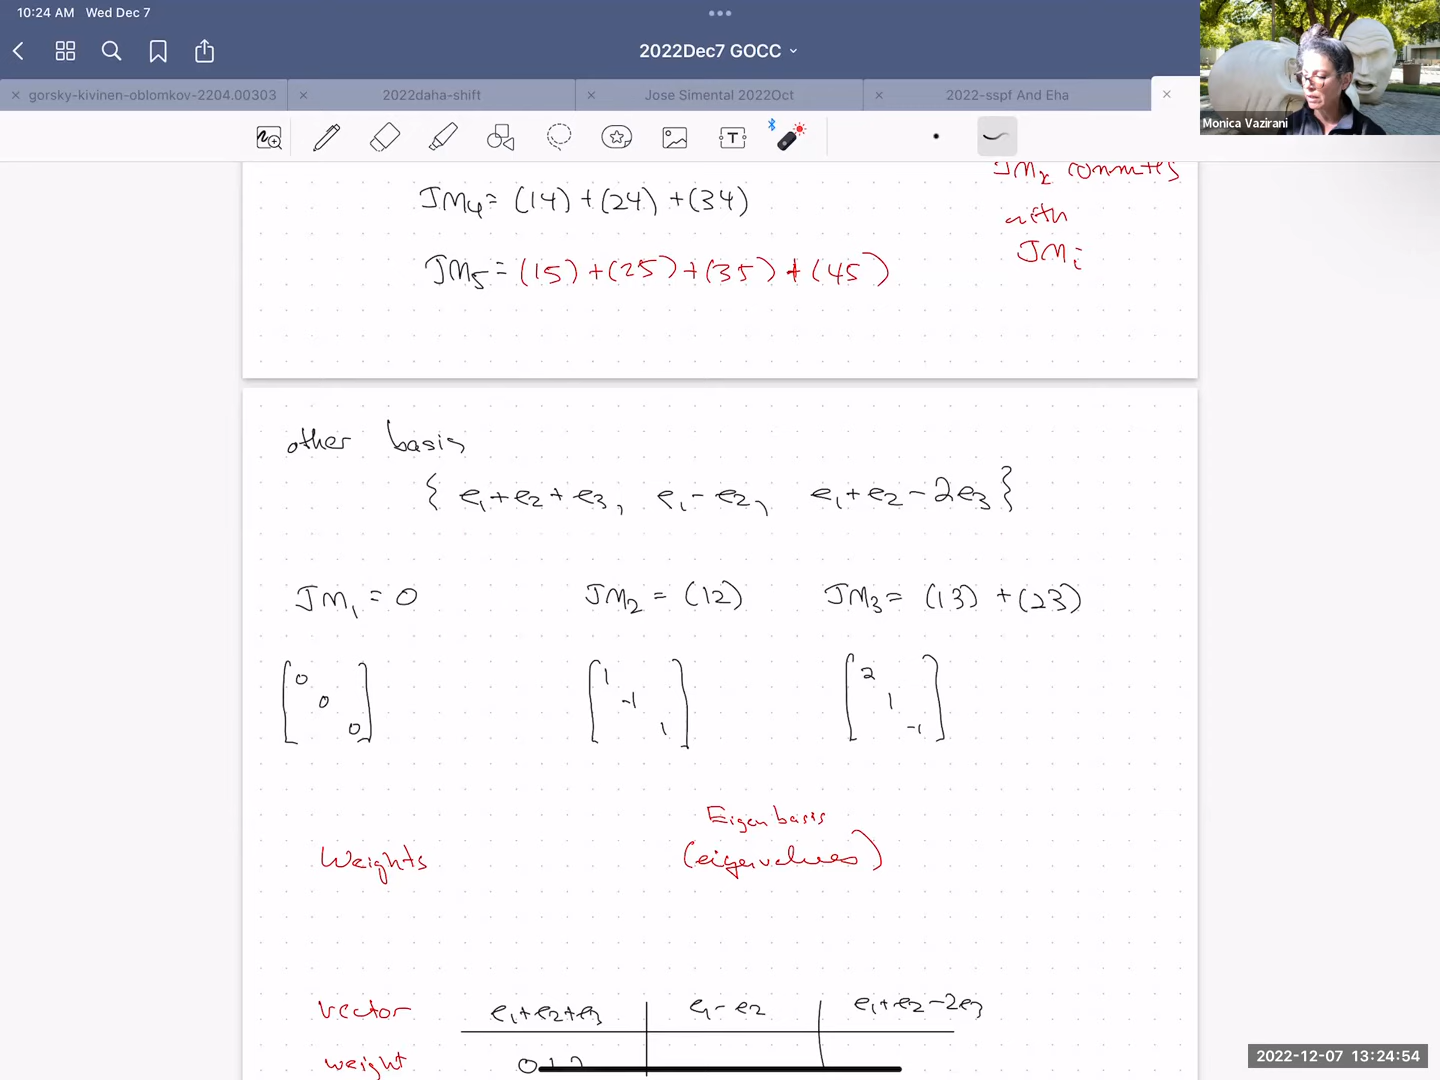 10:24 AM Wed Dec 7
2022Dec7 GOCC
gorsky-kivinen-oblomkov-2204.00303
2022daha-shift
Jose Simental 2022Oct
2022-sspf And Eha
Monica Vazirani
JM₄ = (14) + (24) + (34)
JMₖ commutes
with
JMᵢ
JM₅ = (15) + (25) + (35) + (45)
other basis
{ e₁+e₂+e₃, e₁-e₂, e₁+e₂-2e₃ }
JM₁ = 0 JM₂ = (12) JM₃ = (13) + (23)
[0 0 0] [1 -1 1] [2 1 -1]
Eigenbasis
Weights (eigenvalues)
vector e₁+e₂+e₃ e₁-e₂ e₁+e₂-2e₃
weight 0 1 2
2022-12-07 13:24:54